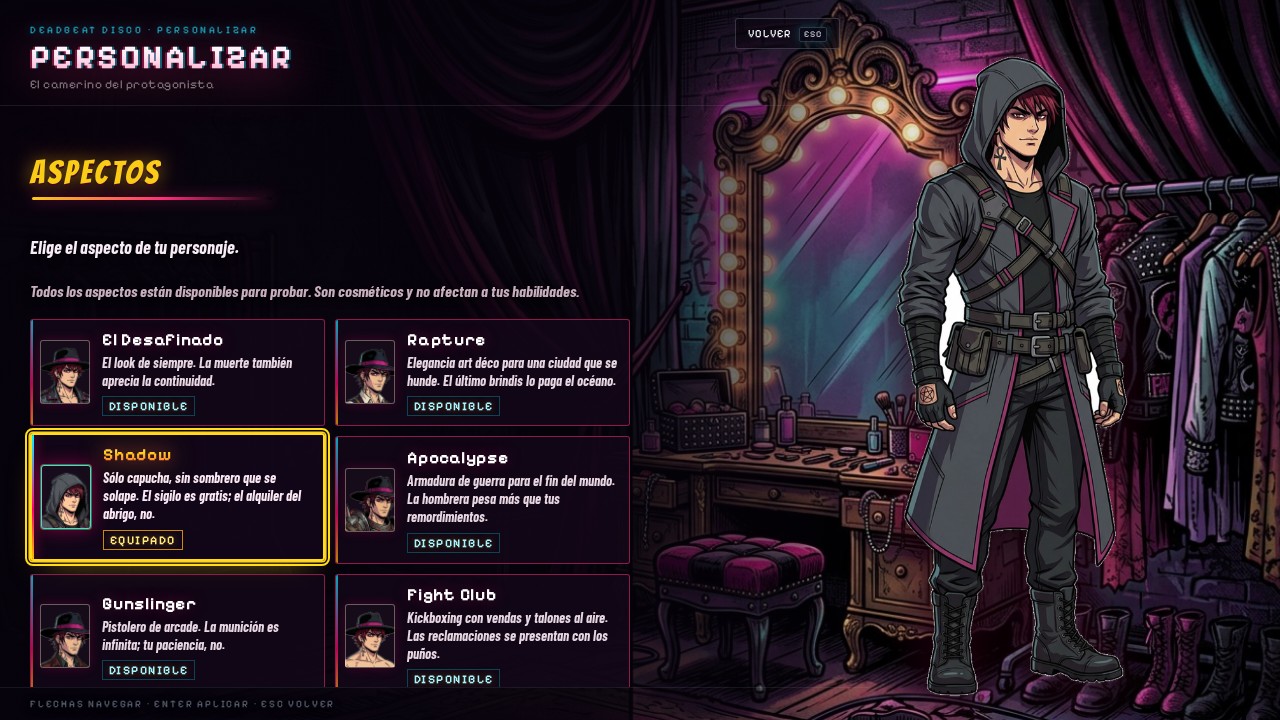 DEADBEAT DISCO · PERSONALIZAR
PERSONALIZAR
El camerino del protagonista
VOLVER ESC
ASPECTOS
Elige el aspecto de tu personaje.
Todos los aspectos están disponibles para probar. Son cosméticos y no afectan a tus habilidades.
El Desafinado
El look de siempre. La muerte también
aprecia la continuidad.
DISPONIBLE
Rapture
Elegancia art déco para una ciudad que se
hunde. El último brindis lo paga el océano.
DISPONIBLE
Shadow
Sólo capucha, sin sombrero que se
solape. El sigilo es gratis; el alquiler del
abrigo, no.
EQUIPADO
Apocalypse
Armadura de guerra para el fin del mundo.
La hombrera pesa más que tus
remordimientos.
DISPONIBLE
Gunslinger
Pistolero de arcade. La munición es
infinita; tu paciencia, no.
DISPONIBLE
Fight Club
Kickboxing con vendas y talones al aire.
Las reclamaciones se presentan con los
puños.
DISPONIBLE
FLECHAS NAVEGAR · ENTER APLICAR · ESC VOLVER